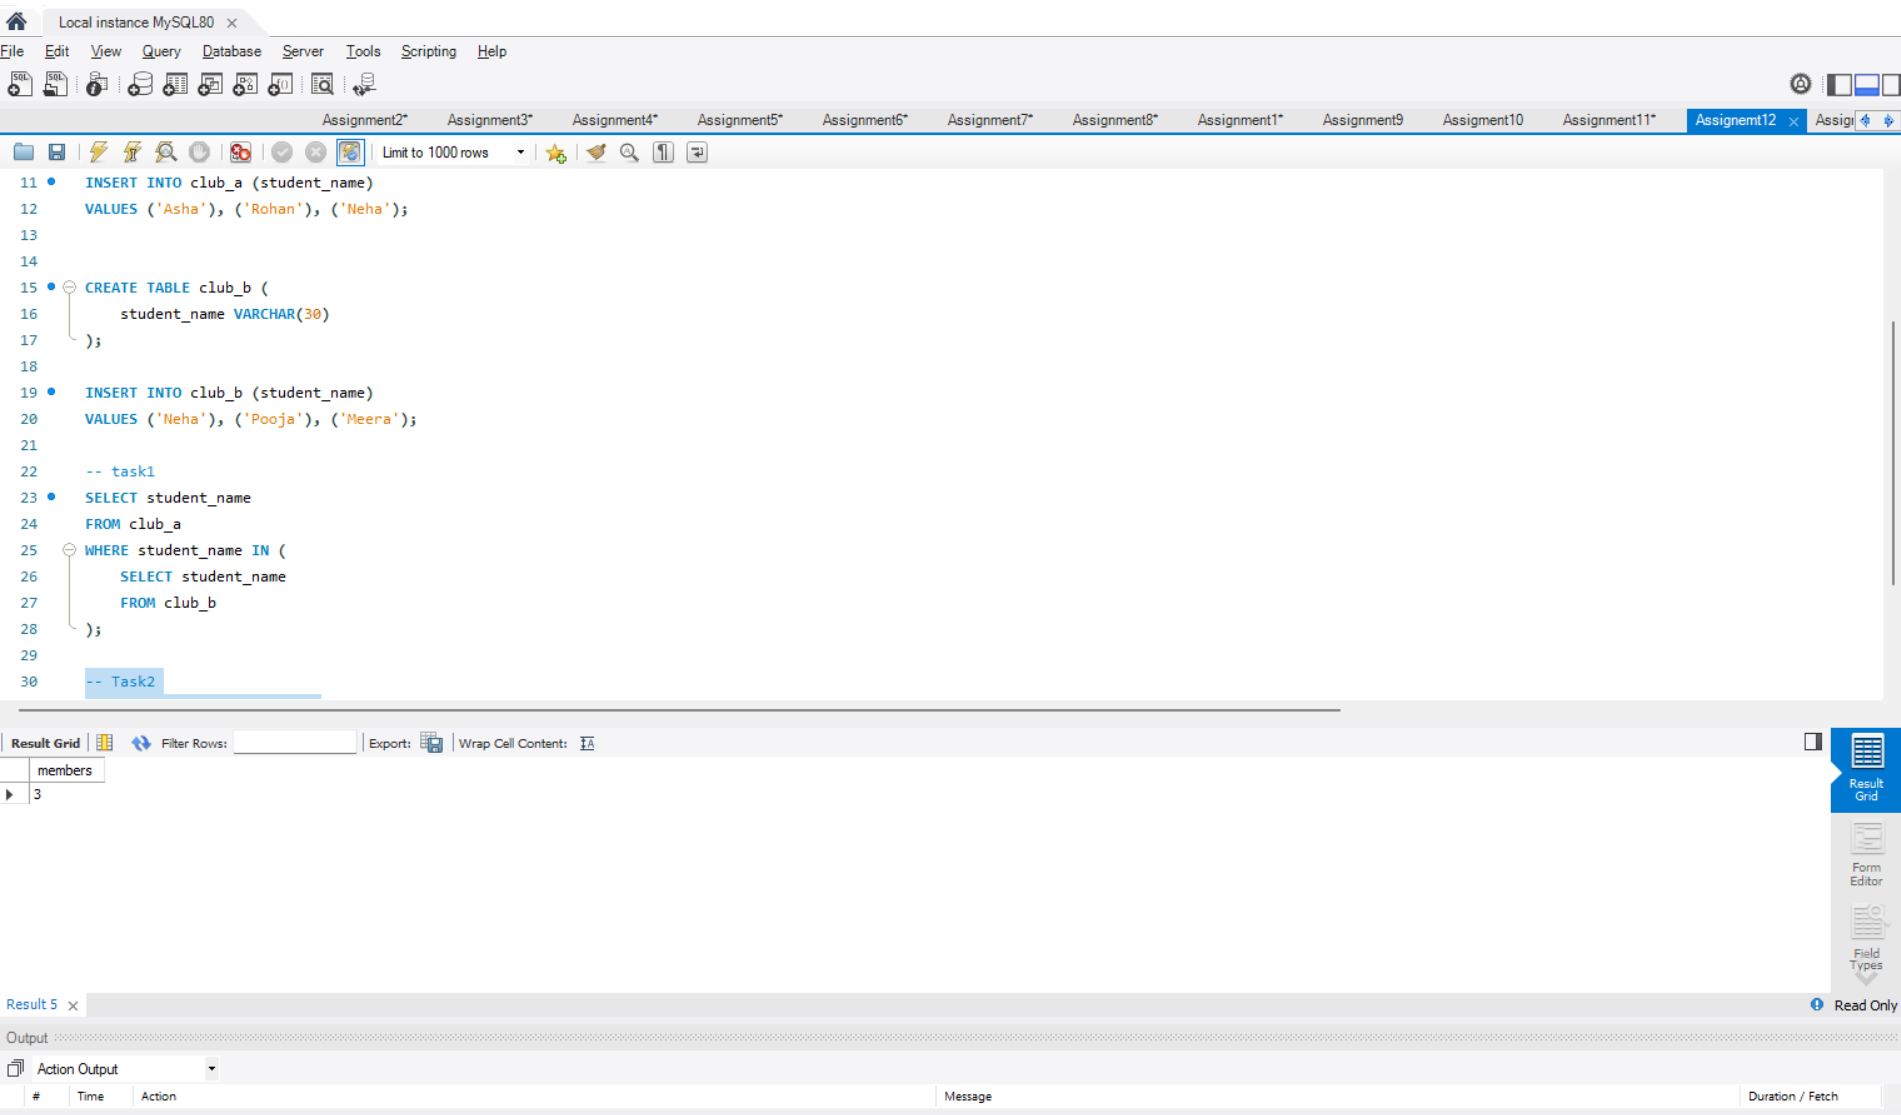 Local instance MySQL80
File Edit View Query Database Server Tools Scripting Help
Assignment2* Assignment3* Assignment4* Assignment5* Assignment6* Assignment7* Assignment8* Assignment1* Assignment9 Assigment10 Assignment11* Assignemt12 Assig
Limit to 1000 rows
11 INSERT INTO club_a (student_name)
12 VALUES ('Asha'), ('Rohan'), ('Neha');
13
14
15 CREATE TABLE club_b (
16 student_name VARCHAR(30)
17 );
18
19 INSERT INTO club_b (student_name)
20 VALUES ('Neha'), ('Pooja'), ('Meera');
21
22 -- task1
23 SELECT student_name
24 FROM club_a
25 WHERE student_name IN (
26 SELECT student_name
27 FROM club_b
28 );
29
30 -- Task2
Result Grid Filter Rows: Export: Wrap Cell Content:
members
3
Result Grid
Form Editor
Field Types
Result 5
Read Only
Output
Action Output
# Time Action Message Duration / Fetch